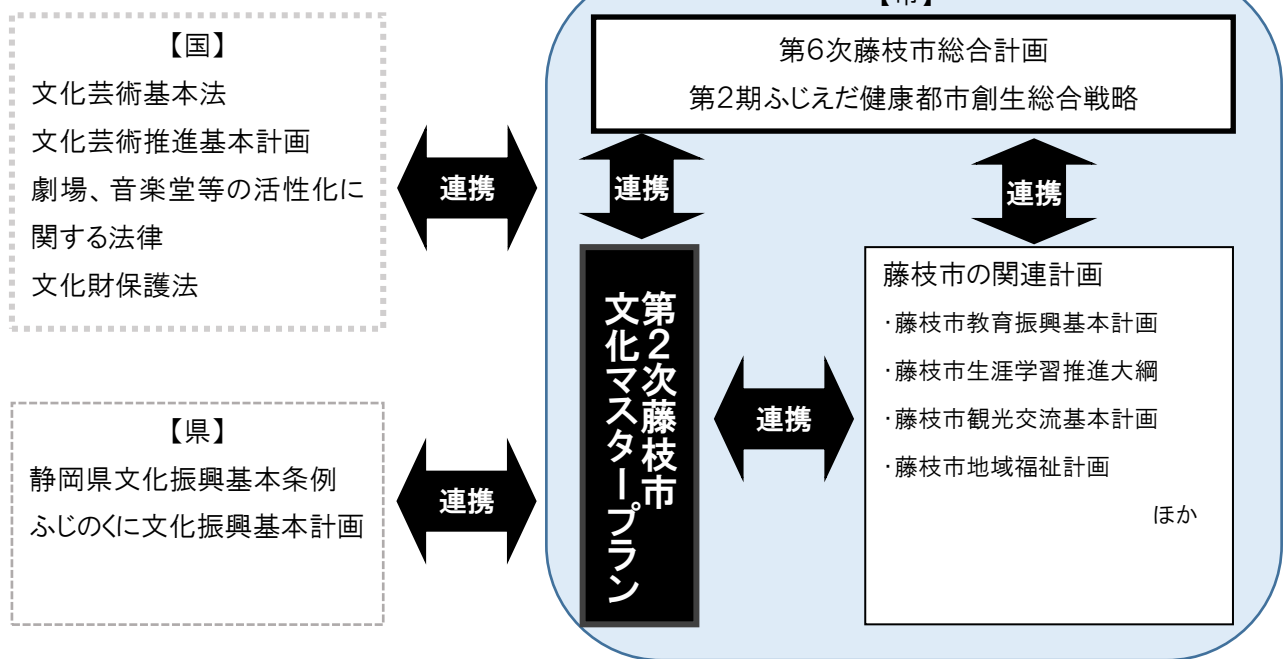 【国】
文化芸術基本法
文化芸術推進基本計画
劇場、音楽堂等の活性化に
関する法律
文化財保護法
連携
【県】
静岡県文化振興基本条例
ふじのくに文化振興基本計画
連携
【市】
第6次藤枝市総合計画
第2期ふじえだ健康都市創生総合戦略
連携
連携
第2次藤枝市
文化マスタープラン
連携
藤枝市の関連計画
・藤枝市教育振興基本計画
・藤枝市生涯学習推進大綱
・藤枝市観光交流基本計画
・藤枝市地域福祉計画
ほか